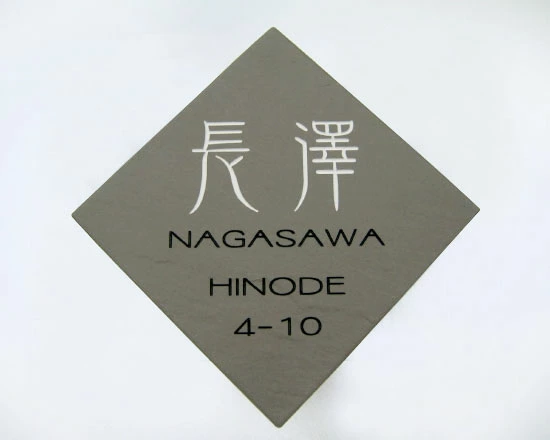 長澤
NAGASAWA
HINODE
4-10